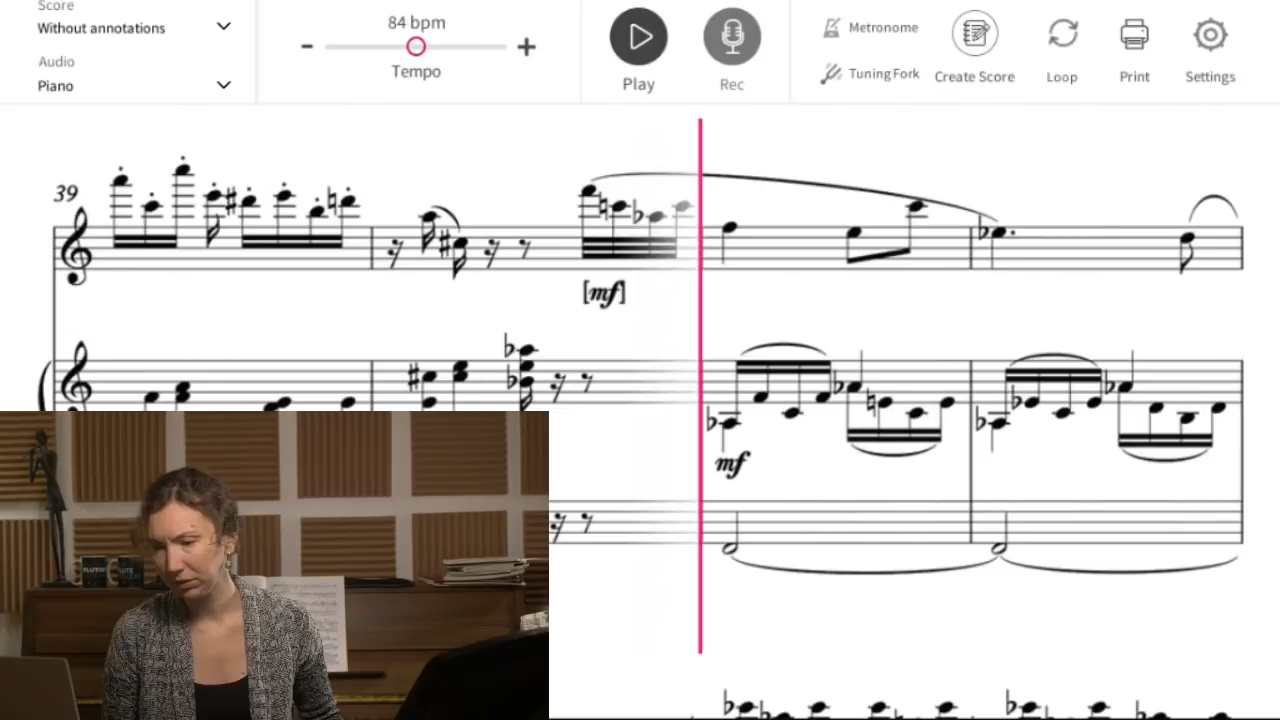 Score
Without annotations
Audio
Piano
84 bpm
Tempo
Play
Rec
Metronome
Tuning Fork
Create Score
Loop
Print
Settings
39
[mf]
mf